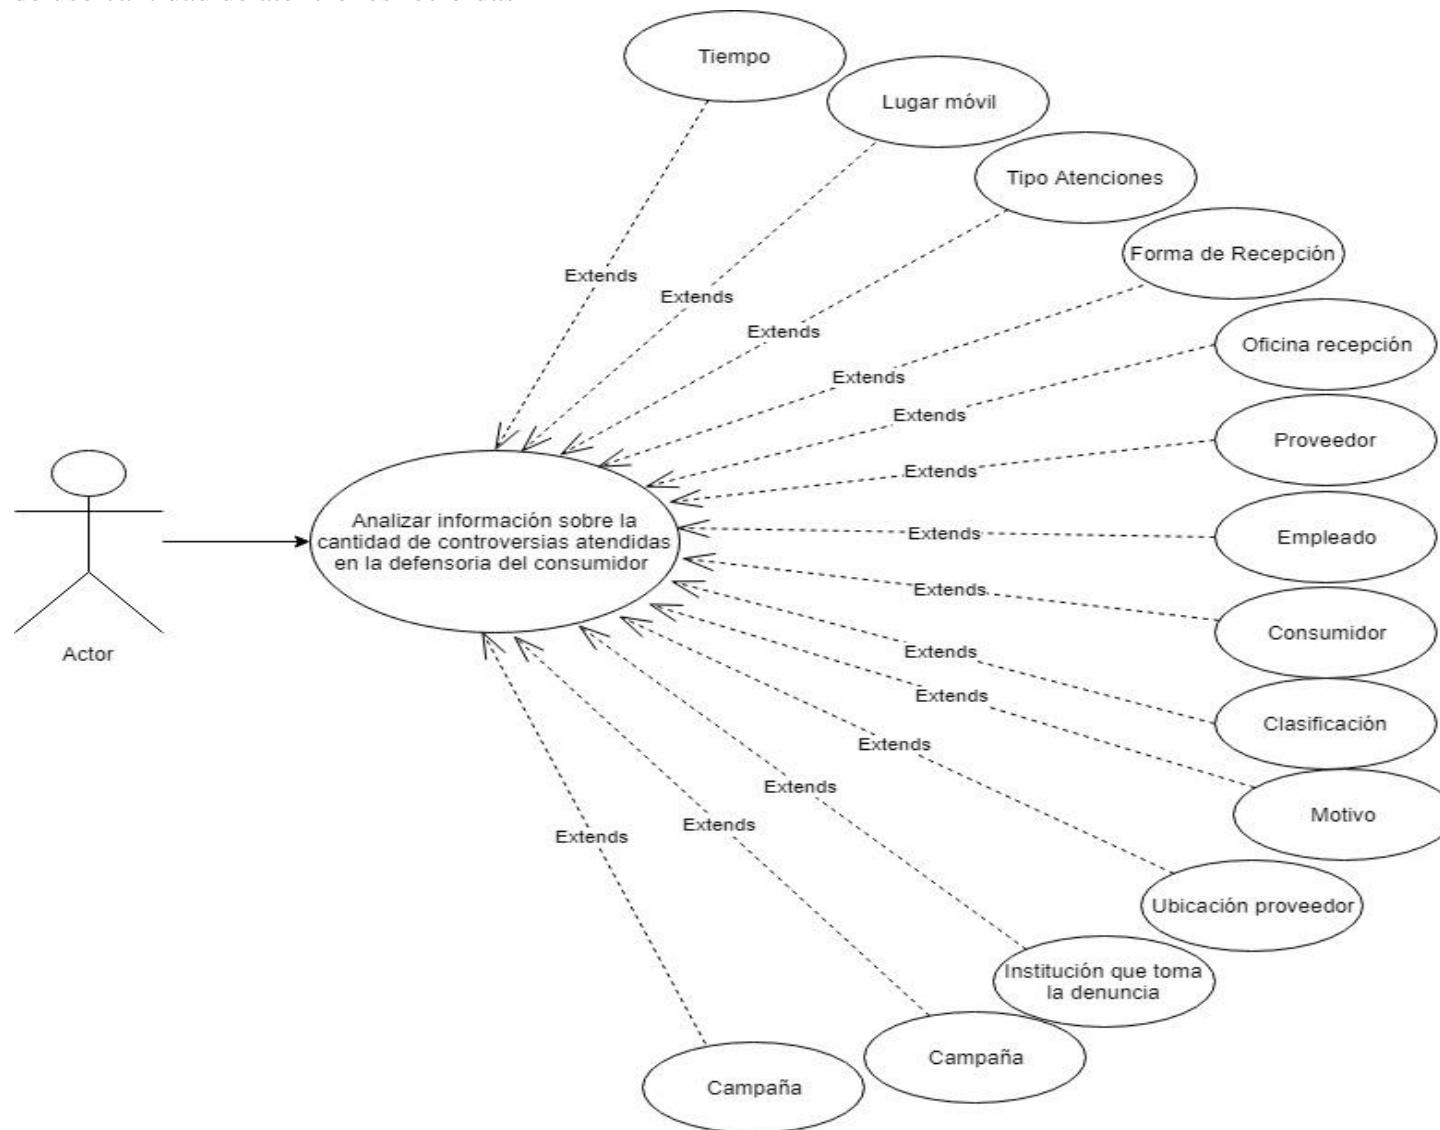 Tiempo
Lugar móvil
Tipo Atenciones
Forma de Recepción
Extends
Extends
Extends
Oficina recepción
Extends
Extends
Proveedor
Extends
Analizar información sobre la
cantidad de controversias atendidas
en la defensoria del consumidor
Extends
Empleado
Extends
Consumidor
Actor
Extends
Extends
Clasificación
Extends
Extends
Motivo
Extends
Extends
Ubicación proveedor
Institución que toma
la denuncia
Campaña
Campaña